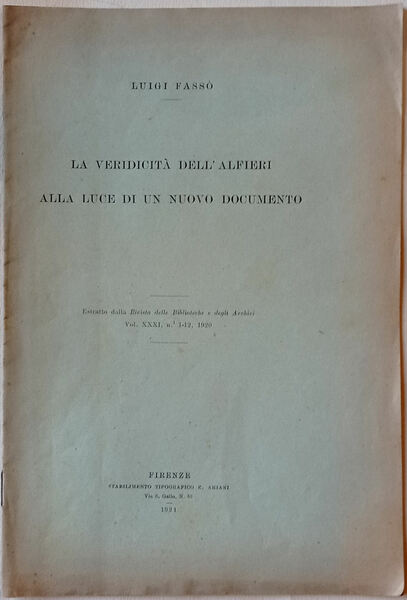 LUIGI FASSÒ
LA VERIDICITÀ DELL'ALFIERI
ALLA LUCE DI UN NUOVO DOCUMENTO
Estratto dalla Rivista delle Biblioteche e degli Archivi
Vol. XXXI, n.i 1-12, 1920
FIRENZE
STABILIMENTO TIPOGRAFICO E. ARIANI
Via S. Gallo, N.
1921